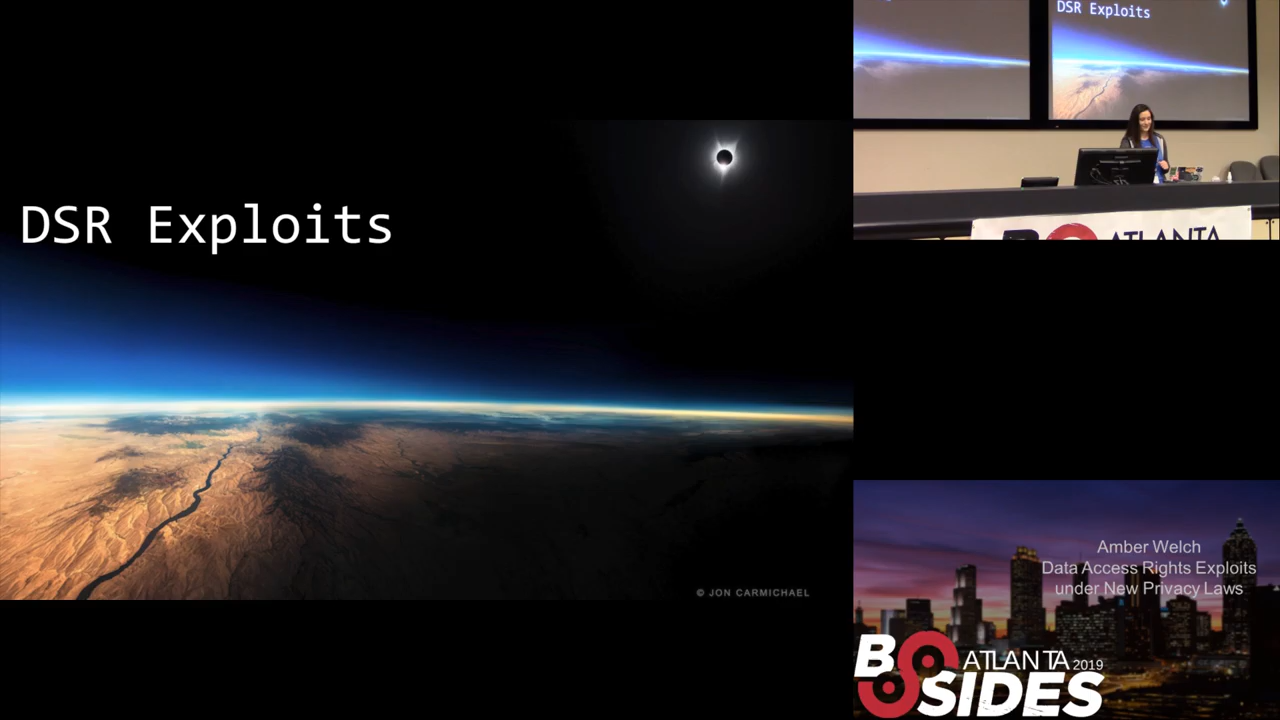 DSR Exploits
© JON CARMICHAEL
DSR Exploits
ATLANTA
Amber Welch
Data Access Rights Exploits
under New Privacy Laws
BSIDES
ATLANTA 2019